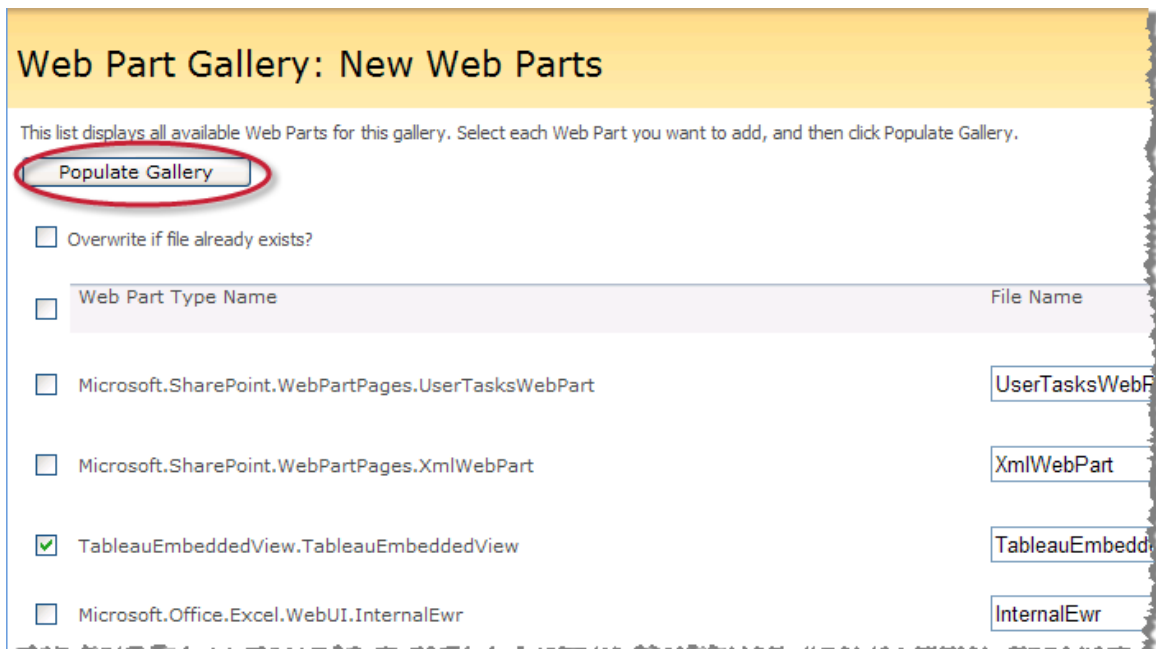 Web Part Gallery: New Web Parts
This list displays all available Web Parts for this gallery. Select each Web Part you want to add, and then click Populate Gallery.
Populate Gallery
Overwrite if file already exists?
Web Part Type Name File Name
Microsoft.SharePoint.WebPartPages.UserTasksWebPart UserTasksWebP
Microsoft.SharePoint.WebPartPages.XmlWebPart XmlWebPart
TableauEmbeddedView.TableauEmbeddedView TableauEmbedd
Microsoft.Office.Excel.WebUI.InternalEwr InternalEwr